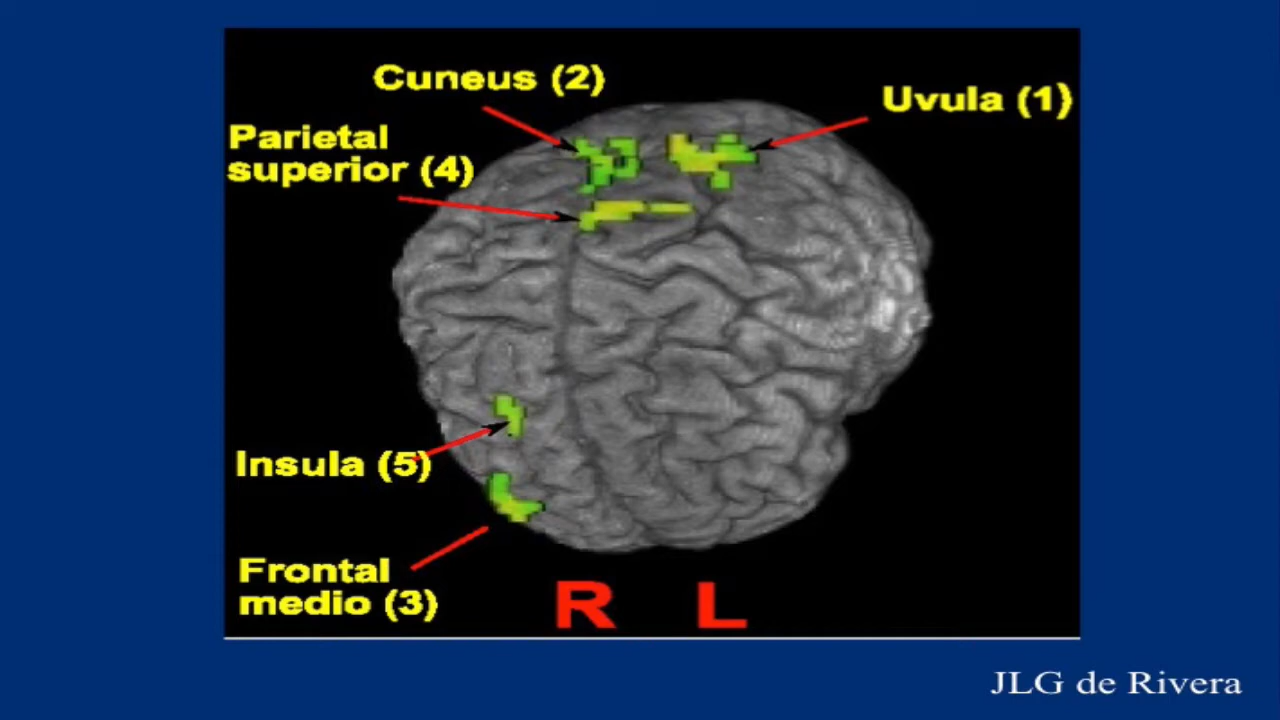 Cuneus (2)
Uvula (1)
Parietal
superior (4)
Insula (5)
Frontal
medio (3)
R L
JLG de Rivera